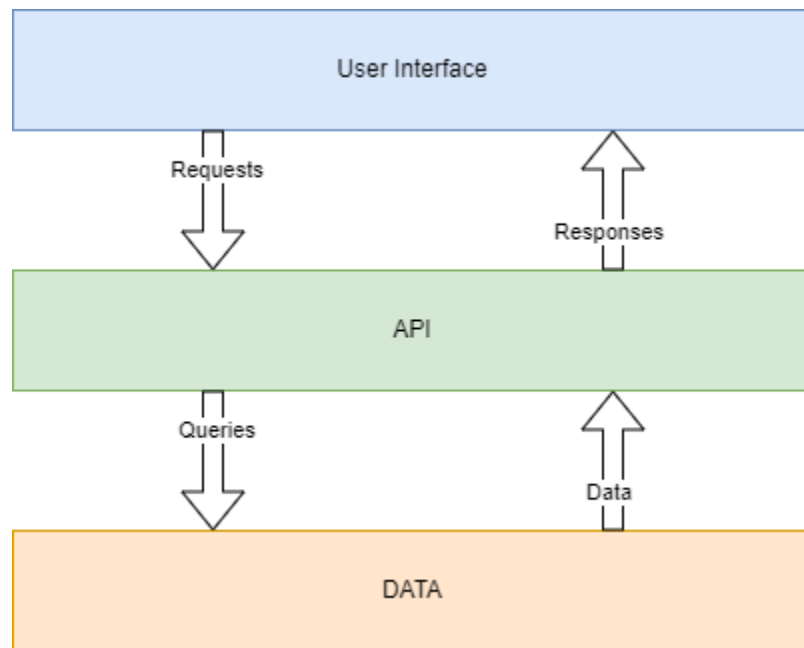 User Interface
Requests
Responses
API
Queries
Data
DATA